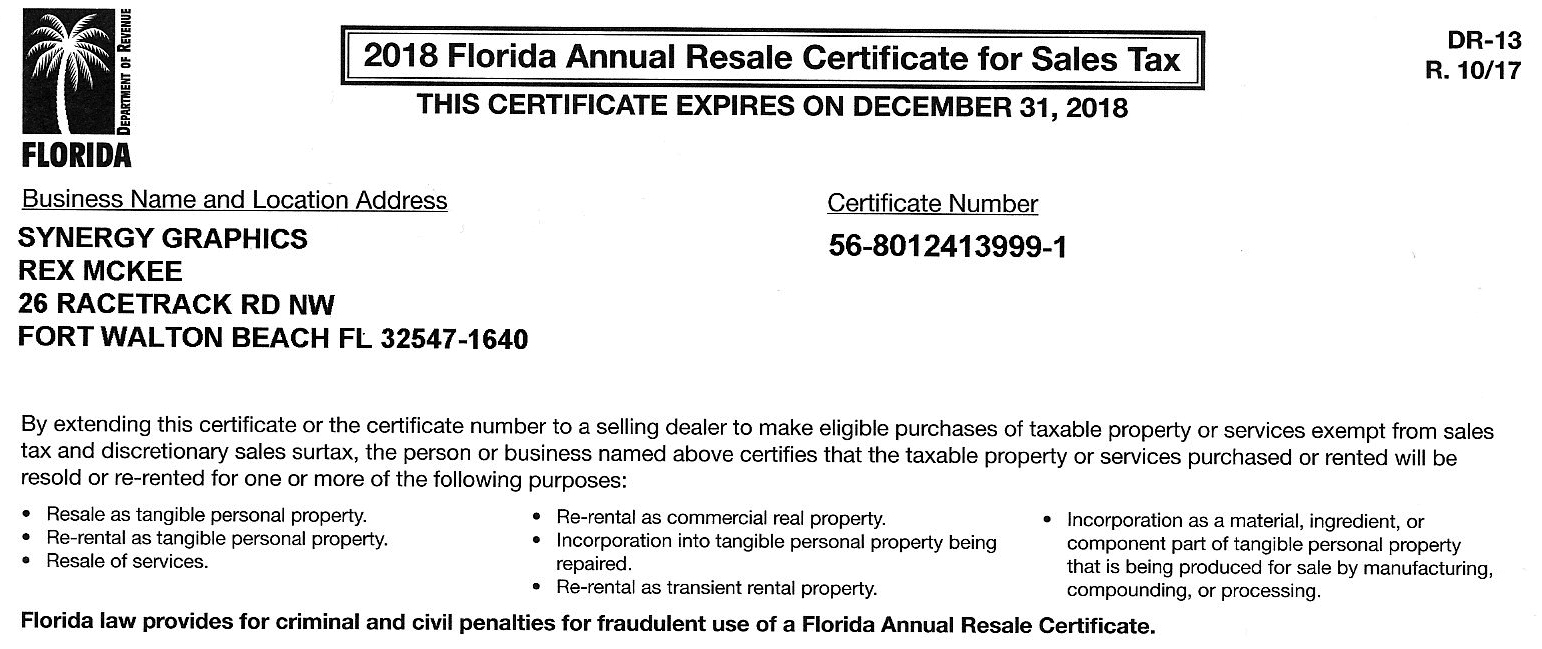 DEPARTMENT OF REVENUE
FLORIDA
2018 Florida Annual Resale Certificate for Sales Tax
THIS CERTIFICATE EXPIRES ON DECEMBER 31, 2018
DR-13
R. 10/17
Business Name and Location Address
SYNERGY GRAPHICS
REX MCKEE
26 RACETRACK RD NW
FORT WALTON BEACH FL 32547-1640
Certificate Number
56-8012413999-1
By extending this certificate or the certificate number to a selling dealer to make eligible purchases of taxable property or services exempt from sales
tax and discretionary sales surtax, the person or business named above certifies that the taxable property or services purchased or rented will be
resold or re-rented for one or more of the following purposes:
• Resale as tangible personal property.
• Re-rental as tangible personal property.
• Resale of services.
• Re-rental as commercial real property.
• Incorporation into tangible personal property being
repaired.
• Re-rental as transient rental property.
• Incorporation as a material, ingredient, or
component part of tangible personal property
that is being produced for sale by manufacturing,
compounding, or processing.
Florida law provides for criminal and civil penalties for fraudulent use of a Florida Annual Resale Certificate.